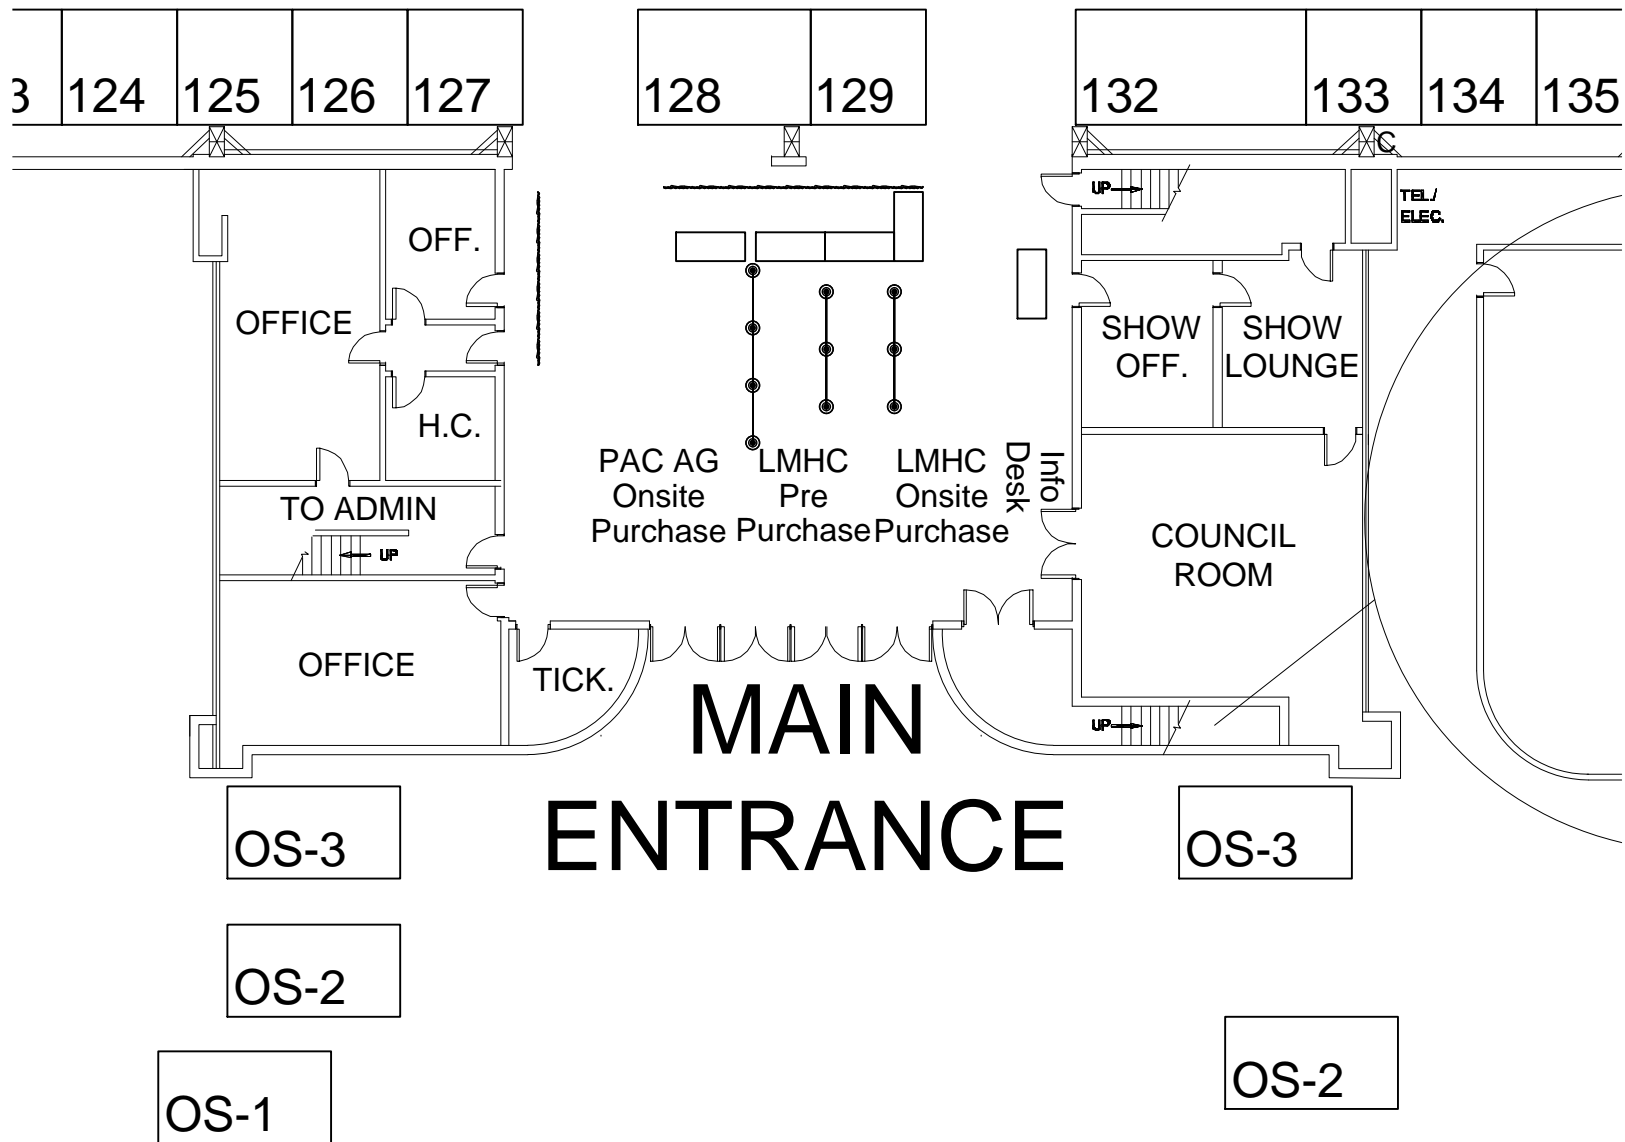 3
124
125
126
127
128
129
132
133
134
135
C
UP
TEL./
ELEC.
OFF.
OFFICE
SHOW
OFF.
SHOW
LOUNGE
H.C.
PAC AG
Onsite
Purchase
LMHC
Pre
Purchase
LMHC
Onsite
Purchase
Info
Desk
TO ADMIN
UP
COUNCIL
ROOM
OFFICE
TICK.
MAIN
ENTRANCE
UP
OS-3
OS-3
OS-2
OS-2
OS-1